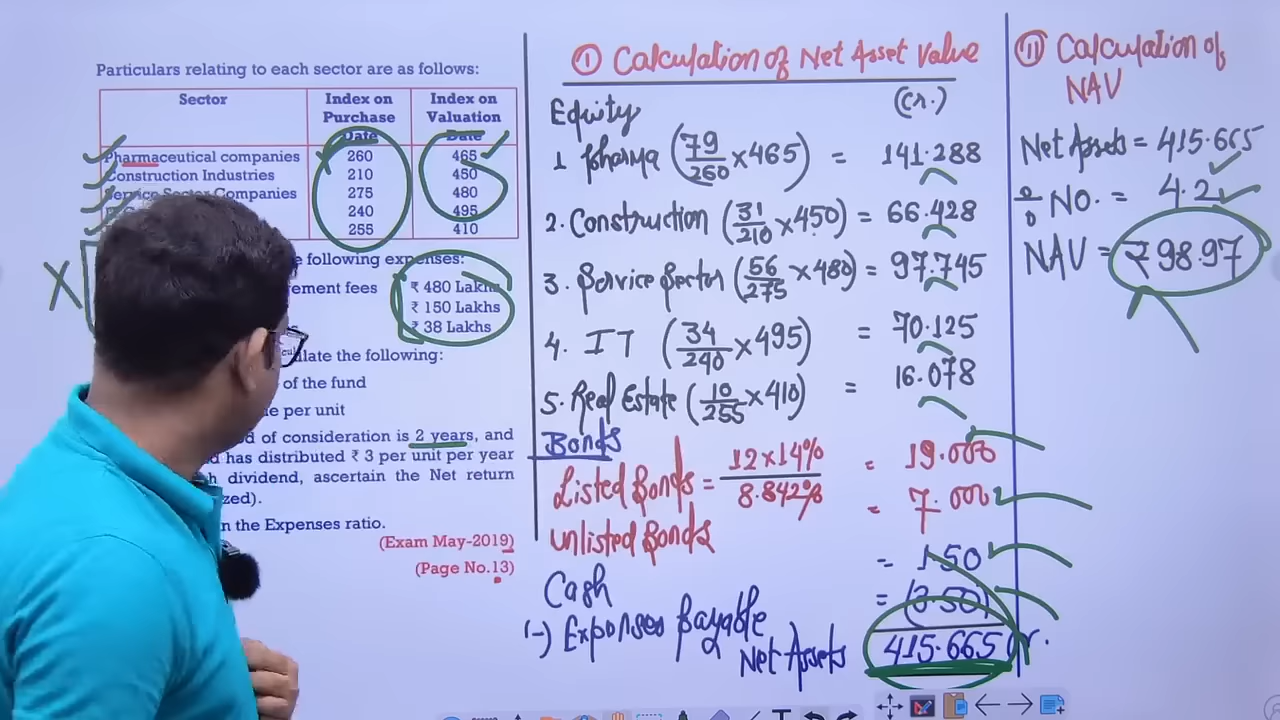 Particulars relating to each sector are as follows:
Sector Index on Purchase Date Index on Valuation Date
Pharmaceutical companies 260 465
Construction Industries 210 450
Service Sector Companies 275 480
240 495
255 410
e following expenses:
ement fees ₹ 480 Lakhs
₹ 150 Lakhs
₹ 38 Lakhs
late the following:
of the fund
e per unit
d of consideration is 2 years, and
d has distributed ₹ 3 per unit per year
h dividend, ascertain the Net return
zed).
n the Expenses ratio.
(Exam May-2019)
(Page No.13)
① Calculation of Net Asset Value
(cr.)
Equity
1. Pharma (79/260 x 465) = 141.288
2. Construction (31/210 x 450) = 66.428
3. Service Sector (56/275 x 480) = 97.745
4. IT (34/240 x 495) = 70.125
5. Real Estate (10/255 x 410) = 16.078
Bonds
Listed Bonds = 12 x 14% / 8.842% = 19.000
Unlisted Bonds = 7.000
Cash = 1.50
(-) Expenses Payable = (3.50)
Net Assets 415.665 Cr.
② Calculation of
NAV
Net Assets = 415.665
÷ No. = 4.2
NAV = ₹98.97
X